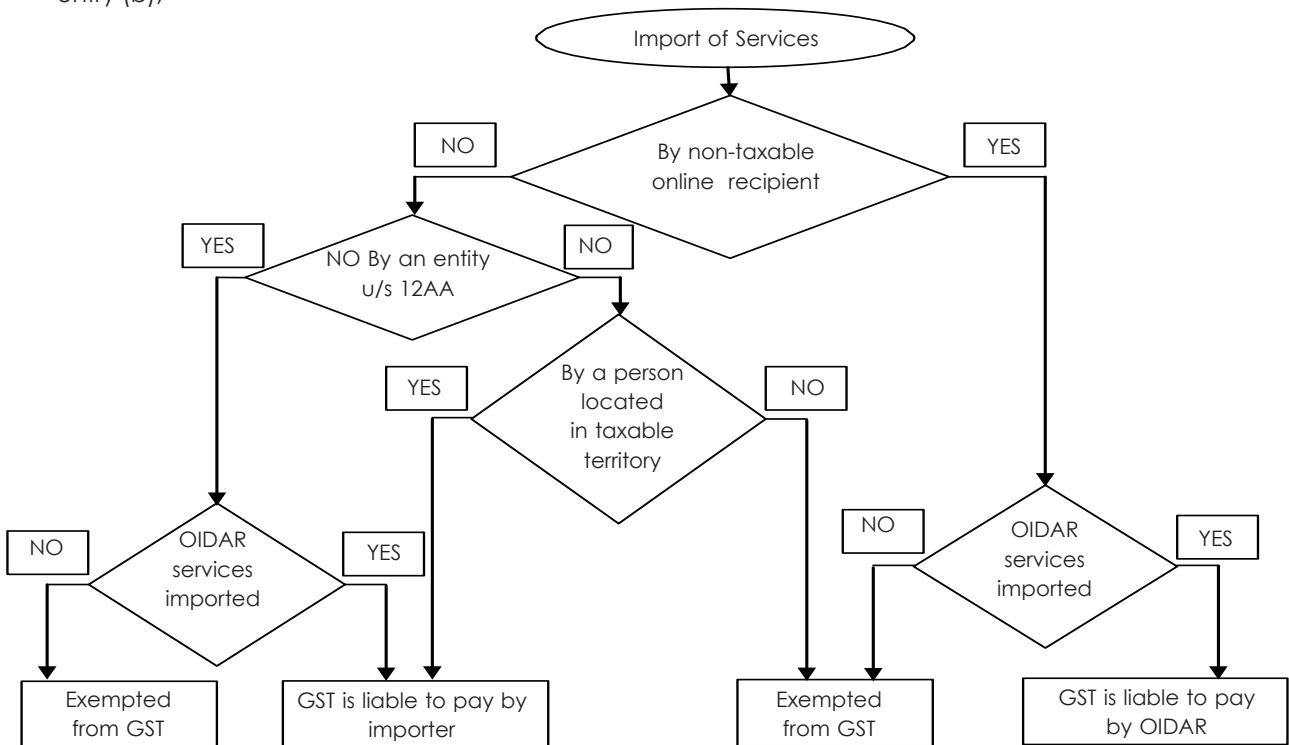 entity (by)
Import of Services
NO
By non-taxable
online recipient
YES
YES
NO By an entity
u/s 12AA
NO
YES
By a person
located
in taxable
territory
NO
NO
OIDAR
services
imported
YES
NO
OIDAR
services
imported
YES
Exempted
from GST
GST is liable to pay by
importer
Exempted
from GST
GST is liable to pay
by OIDAR